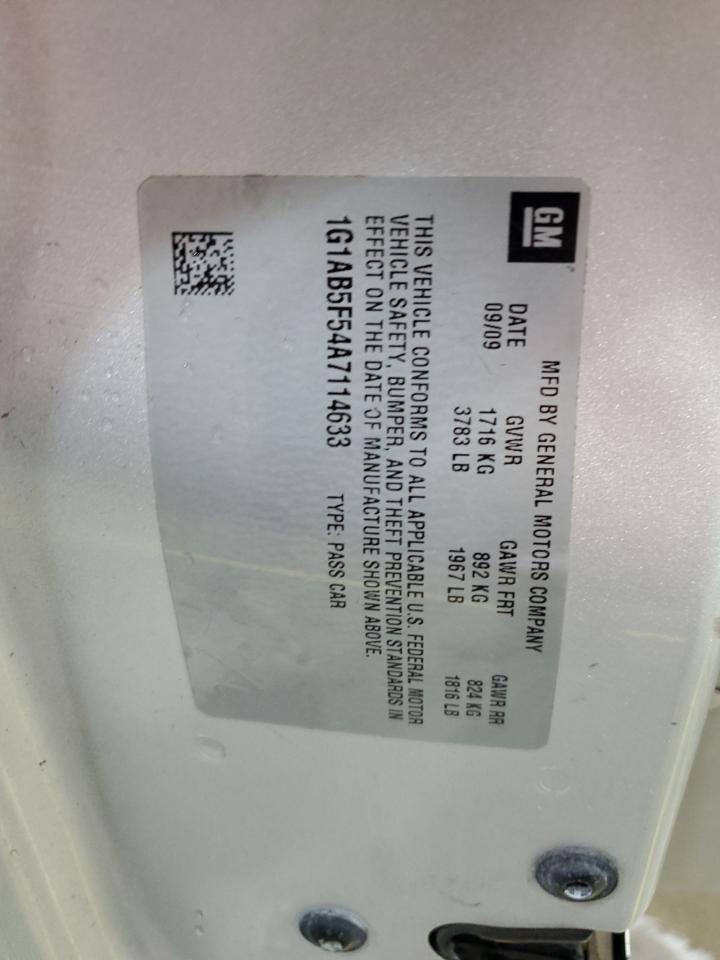 GM
MFD BY GENERAL MOTORS COMPANY
DATE GVWR GAWR FRT GAWR RR
09/09 1716 KG 892 KG 824 KG
3783 LB 1967 LB 1816 LB
THIS VEHICLE CONFORMS TO ALL APPLICABLE U.S. FEDERAL MOTOR
VEHICLE SAFETY, BUMPER, AND THEFT PREVENTION STANDARDS IN
EFFECT ON THE DATE OF MANUFACTURE SHOWN ABOVE.
1G1AB5F54A7114633 TYPE: PASS CAR